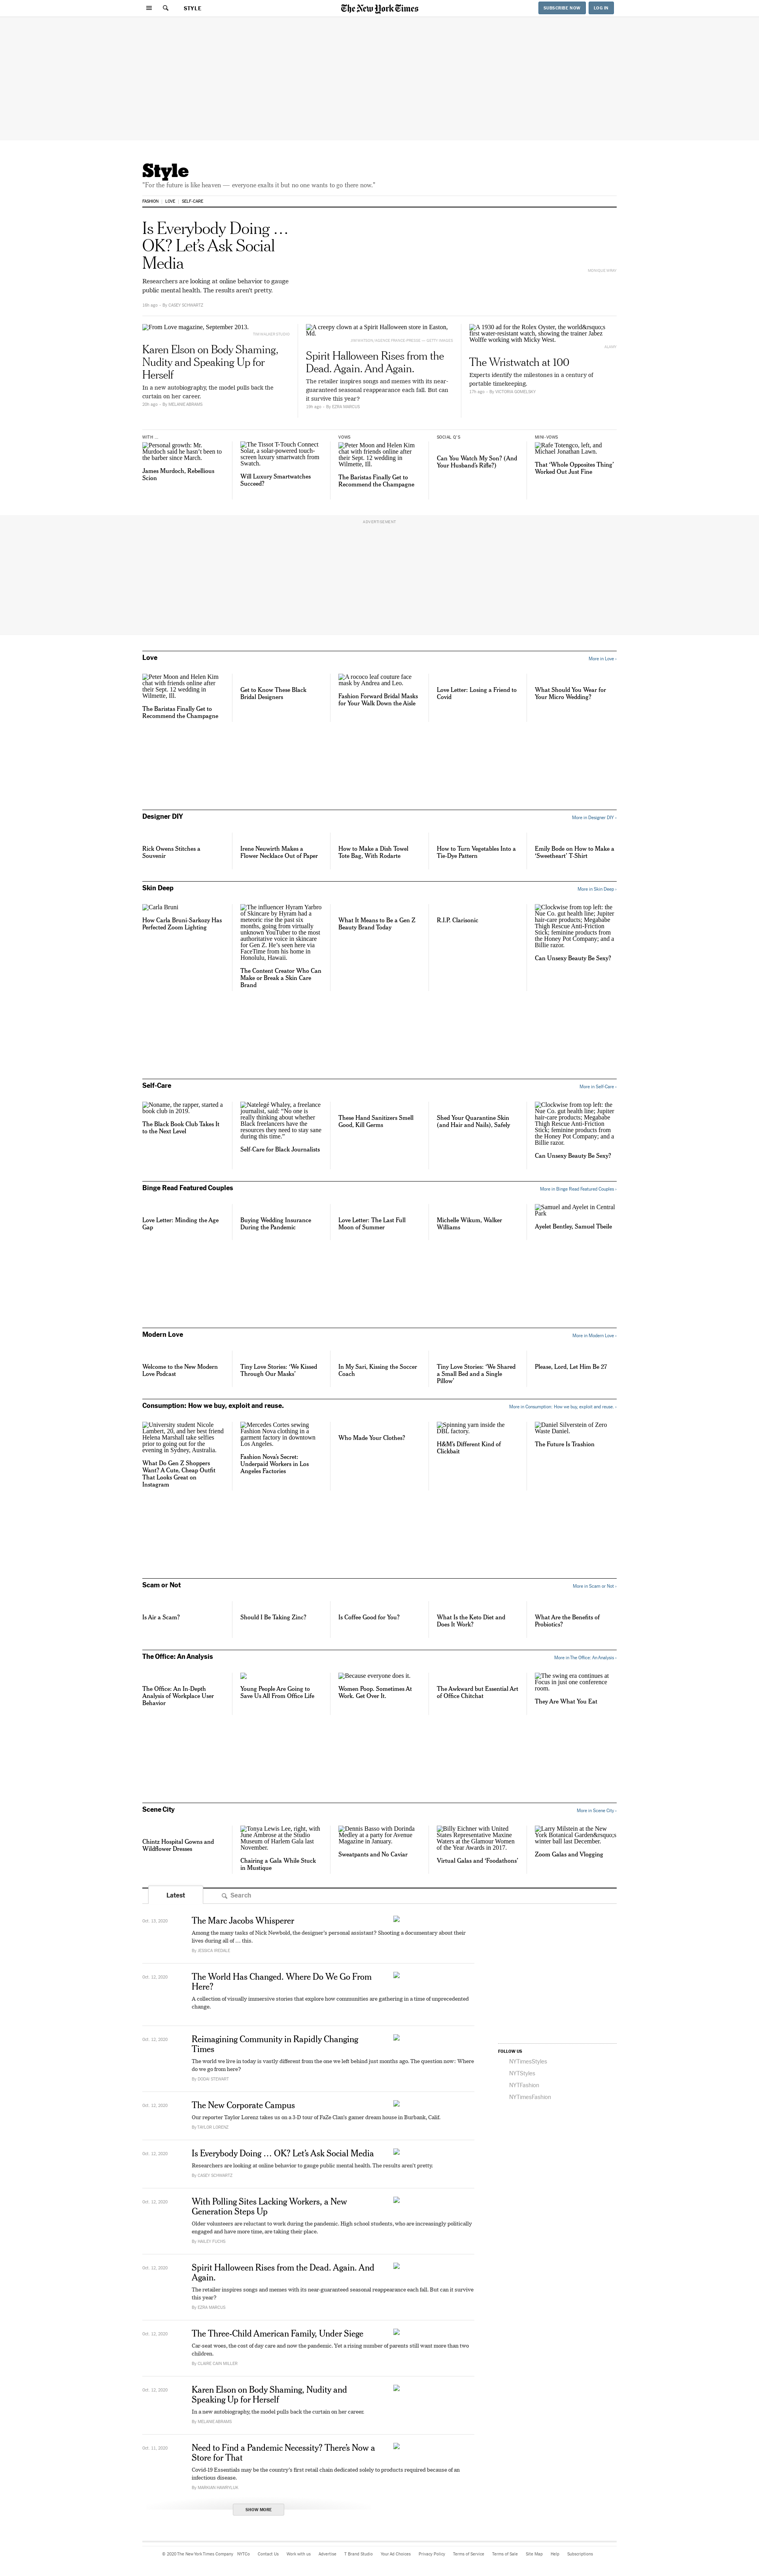 STYLE
The New York Times
SUBSCRIBE NOW
LOG IN
Style
"For the future is like heaven — everyone exalts it but no one wants to go there now."
FASHION
LOVE
SELF-CARE
Is Everybody Doing …
OK? Let's Ask Social
Media
Researchers are looking at online behavior to gauge
public mental health. The results aren't pretty.
16h ago · By CASEY SCHWARTZ
From Love magazine, September 2013.
TIM WALKER STUDIO
Karen Elson on Body Shaming,
Nudity and Speaking Up for
Herself
In a new autobiography, the model pulls back the
curtain on her career.
20h ago · By MELANIE ABRAMS
A creepy clown at a Spirit Halloween store in Easton,
Md.
Spirit Halloween Rises from the
Dead. Again. And Again.
The retailer inspires songs and memes with its near-
guaranteed seasonal reappearance each fall. But can
it survive this year?
19h ago · By EZRA MARCUS
A 1930 ad for the Rolex Oyster, the world&rsquo;s
first water-resistant watch, showing the trainer Jabez
Wolffe working with Micky West.
ALAMY
The Wristwatch at 100
Experts identify the milestones in a century of
portable timekeeping.
17h ago · By VICTORIA GOMELSKY
WITH …
Personal growth: Mr.
Murdoch said he hasn't been to
the barber since March.
James Murdoch, Rebellious
Scion
The Tissot T-Touch Connect
Solar, a solar-powered touch-
screen luxury smartwatch from
Swatch.
Will Luxury Smartwatches
Succeed?
VOWS
Peter Moon and Helen Kim
chat with friends online after
their Sept. 12 wedding in
Wilmette, Ill.
The Baristas Finally Get to
Recommend the Champagne
SOCIAL Q'S
Can You Watch My Son? (And
Your Husband's Rifle?)
MINI-VOWS
Rafe Totengco, left, and
Michael Jonathan Lawn.
That 'Whole Opposites Thing'
Worked Out Just Fine
ADVERTISEMENT
Love
More in Love ›
Peter Moon and Helen Kim
chat with friends online after
their Sept. 12 wedding in
Wilmette, Ill.
The Baristas Finally Get to
Recommend the Champagne
Get to Know These Black
Bridal Designers
A rococo leaf couture face
mask by Andrea and Leo.
Fashion Forward Bridal Masks
for Your Walk Down the Aisle
Love Letter: Losing a Friend to
Covid
What Should You Wear for
Your Micro Wedding?
Designer DIY
More in Designer DIY ›
Rick Owens Stitches a
Souvenir
Irene Neuwirth Makes a
Flower Necklace Out of Paper
How to Make a Dish Towel
Tote Bag, With Rodarte
How to Turn Vegetables Into a
Tie-Dye Pattern
Emily Bode on How to Make a
'Sweetheart' T-Shirt
Skin Deep
More in Skin Deep ›
Carla Bruni
How Carla Bruni-Sarkozy Has
Perfected Zoom Lighting
The influencer Hyram Yarbro
of Skincare by Hyram had a
meteoric rise the past six
months, going from virtually
unknown YouTuber to the most
authoritative voice in skincare
for Gen Z. He's seen here via
FaceTime from his home in
Honolulu, Hawaii.
The Content Creator Who Can
Make or Break a Skin Care
Brand
What It Means to Be a Gen Z
Beauty Brand Today
R.I.P. Clarisonic
Clockwise from top left: the
Nue Co. gut health line; Jupiter
hair-care products; Megababe
Thigh Rescue Anti-Friction
Stick; feminine products from
the Honey Pot Company; and a
Billie razor.
Can Unsexy Beauty Be Sexy?
Self-Care
More in Self-Care ›
Noname, the rapper, started a
book club in 2019.
The Black Book Club Takes It
to the Next Level
Natelegé Whaley, a freelance
journalist, said: "No one is
really thinking about whether
Black freelancers have the
resources they need to stay sane
during this time."
Self-Care for Black Journalists
These Hand Sanitizers Smell
Good, Kill Germs
Shed Your Quarantine Skin
(and Hair and Nails), Safely
Clockwise from top left: the
Nue Co. gut health line; Jupiter
hair-care products; Megababe
Thigh Rescue Anti-Friction
Stick; feminine products from
the Honey Pot Company; and a
Billie razor.
Can Unsexy Beauty Be Sexy?
Binge Read Featured Couples
More in Binge Read Featured Couples ›
Love Letter: Minding the Age
Gap
Buying Wedding Insurance
During the Pandemic
Love Letter: The Last Full
Moon of Summer
Michelle Wikum, Walker
Williams
Samuel and Ayelet in Central
Park
Ayelet Bentley, Samuel Theile
Modern Love
More in Modern Love ›
Welcome to the New Modern
Love Podcast
Tiny Love Stories: 'We Kissed
Through Our Masks'
In My Sari, Kissing the Soccer
Coach
Tiny Love Stories: 'We Shared
a Small Bed and a Single
Pillow'
Please, Lord, Let Him Be 27
Consumption: How we buy, exploit and reuse.
More in Consumption: How we buy, exploit and reuse. ›
University student Nicole
Lambert, 20, and her best friend
Helena Marshall take selfies
prior to going out for the
evening in Sydney, Australia.
What Do Gen Z Shoppers
Want? A Cute, Cheap Outfit
That Looks Great on
Instagram
Mercedes Cortes sewing
Fashion Nova clothing in a
garment factory in downtown
Los Angeles.
Fashion Nova's Secret:
Underpaid Workers in Los
Angeles Factories
Who Made Your Clothes?
Spinning yarn inside the
DBL factory.
H&M's Different Kind of
Clickbait
Daniel Silverstein of Zero
Waste Daniel.
The Future Is Trashion
Scam or Not
More in Scam or Not ›
Is Air a Scam?
Should I Be Taking Zinc?
Is Coffee Good for You?
What Is the Keto Diet and
Does It Work?
What Are the Benefits of
Probiotics?
The Office: An Analysis
More in The Office: An Analysis ›
The Office: An In-Depth
Analysis of Workplace User
Behavior
Young People Are Going to
Save Us All From Office Life
Because everyone does it.
Women Poop. Sometimes At
Work. Get Over It.
The Awkward but Essential Art
of Office Chitchat
The swing era continues at
Focus in just one conference
room.
They Are What You Eat
Scene City
More in Scene City ›
Chintz Hospital Gowns and
Wildflower Dresses
Tonya Lewis Lee, right, with
June Ambrose at the Studio
Museum of Harlem Gala last
November.
Chairing a Gala While Stuck
in Mustique
Dennis Basso with Dorinda
Medley at a party for Avenue
Magazine in January.
Sweatpants and No Caviar
Billy Eichner with United
States Representative Maxine
Waters at the Glamour Women
of the Year Awards in 2017.
Virtual Galas and 'Foodathons'
Larry Milstein at the New
York Botanical Garden&rsquo;s
winter ball last December.
Zoom Galas and Vlogging
Latest
Search
Oct. 13, 2020
The Marc Jacobs Whisperer
Among the many tasks of Nick Newbold, the designer's personal assistant? Shooting a documentary about their
lives during all of … this.
By JESSICA IREDALE
Oct. 12, 2020
The World Has Changed. Where Do We Go From
Here?
A collection of visually immersive stories that explore how communities are gathering in a time of unprecedented
change.
Oct. 12, 2020
Reimagining Community in Rapidly Changing
Times
The world we live in today is vastly different from the one we left behind just months ago. The question now: Where
do we go from here?
By DODAI STEWART
Oct. 12, 2020
The New Corporate Campus
Our reporter Taylor Lorenz takes us on a 3-D tour of FaZe Clan's gamer dream house in Burbank, Calif.
By TAYLOR LORENZ
Oct. 12, 2020
Is Everybody Doing … OK? Let's Ask Social Media
Researchers are looking at online behavior to gauge public mental health. The results aren't pretty.
By CASEY SCHWARTZ
Oct. 12, 2020
With Polling Sites Lacking Workers, a New
Generation Steps Up
Older volunteers are reluctant to work during the pandemic. High school students, who are increasingly politically
engaged and have more time, are taking their place.
By HAILEY FUCHS
Oct. 12, 2020
Spirit Halloween Rises from the Dead. Again. And
Again.
The retailer inspires songs and memes with its near-guaranteed seasonal reappearance each fall. But can it survive
this year?
By EZRA MARCUS
Oct. 12, 2020
The Three-Child American Family, Under Siege
Car-seat woes, the cost of day care and now the pandemic. Yet a rising number of parents still want more than two
children.
By CLAIRE CAIN MILLER
Oct. 12, 2020
Karen Elson on Body Shaming, Nudity and
Speaking Up for Herself
In a new autobiography, the model pulls back the curtain on her career.
By MELANIE ABRAMS
Oct. 11, 2020
Need to Find a Pandemic Necessity? There's Now a
Store for That
Covid-19 Essentials may be the country's first retail chain dedicated solely to products required because of an
infectious disease.
By MARKIAN HAWRYLUK
SHOW MORE
FOLLOW US
NYTimesStyles
NYTStyles
NYTFashion
NYTimesFashion
© 2020 The New York Times Company
NYTCo
Contact Us
Work with us
Advertise
T Brand Studio
Your Ad Choices
Privacy Policy
Terms of Service
Terms of Sale
Site Map
Help
Subscriptions